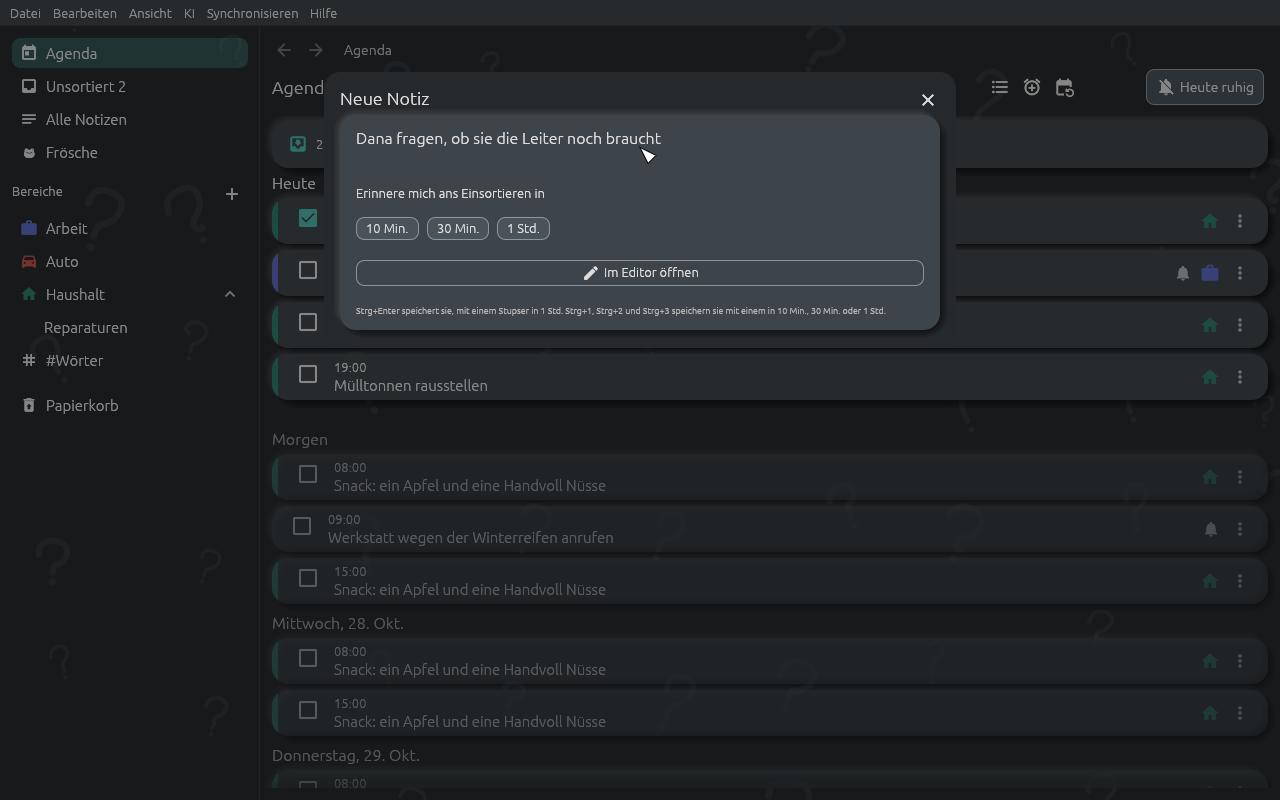 Datei Bearbeiten Ansicht KI Synchronisieren Hilfe
Agenda
Unsortiert 2
Alle Notizen
Frösche
Bereiche
Arbeit
Auto
Haushalt
Reparaturen
#Wörter
Papierkorb
Agenda
Agend
Heute ruhig
2
Neue Notiz
Dana fragen, ob sie die Leiter noch braucht
Erinnere mich ans Einsortieren in
10 Min. 30 Min. 1 Std.
Im Editor öffnen
Strg+Enter speichert sie, mit einem Stupser in 1 Std. Strg+1, Strg+2 und Strg+3 speichern sie mit einem in 10 Min., 30 Min. oder 1 Std.
Heute
19:00
Mülltonnen rausstellen
Morgen
08:00
Snack: ein Apfel und eine Handvoll Nüsse
09:00
Werkstatt wegen der Winterreifen anrufen
15:00
Snack: ein Apfel und eine Handvoll Nüsse
Mittwoch, 28. Okt.
08:00
Snack: ein Apfel und eine Handvoll Nüsse
15:00
Snack: ein Apfel und eine Handvoll Nüsse
Donnerstag, 29. Okt.
08:00